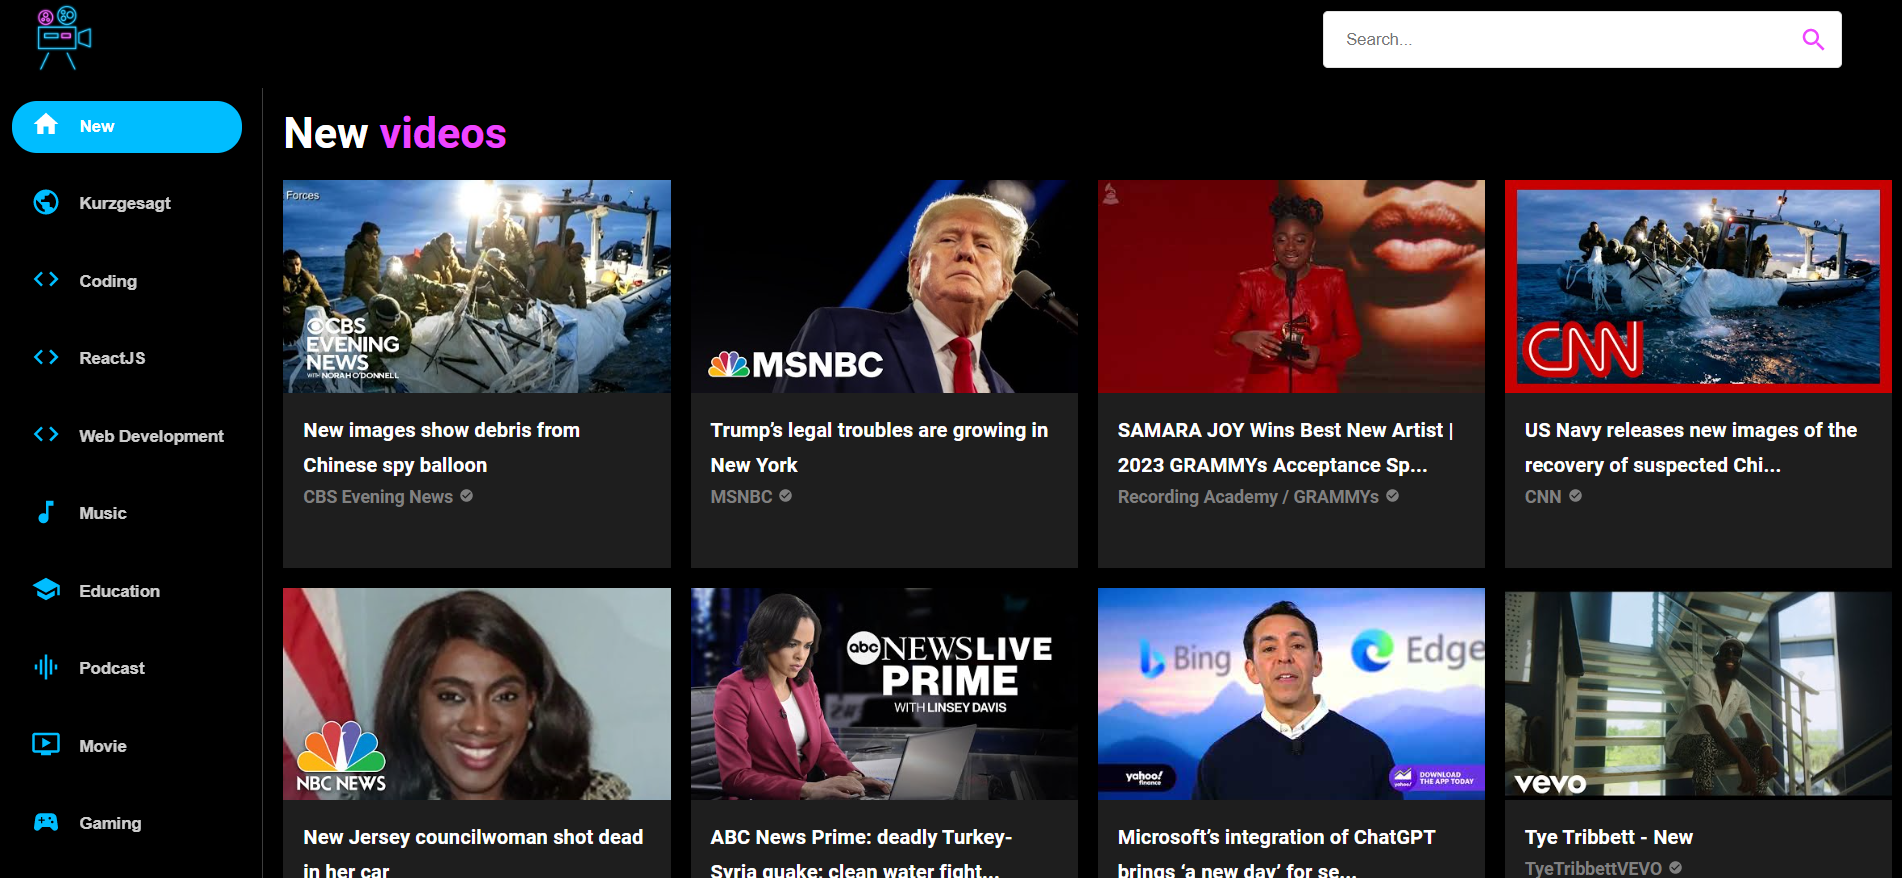 Search...
New
Kurzgesagt
Coding
ReactJS
Web Development
Music
Education
Podcast
Movie
Gaming
New videos
Forces
CBS
EVENING
NEWS
WITH NORAH O'DONNELL
New images show debris from
Chinese spy balloon
CBS Evening News
MSNBC
Trump’s legal troubles are growing in
New York
MSNBC
SAMARA JOY Wins Best New Artist |
2023 GRAMMYs Acceptance Sp...
Recording Academy / GRAMMYs
CNN
US Navy releases new images of the
recovery of suspected Chi...
CNN
NBC NEWS
New Jersey councilwoman shot dead
in her car
abc NEWS LIVE
PRIME
WITH LINSEY DAVIS
ABC News Prime: deadly Turkey-
Syria quake; clean water fight...
Bing
Edge
yahoo!
finance
yahoo!
DOWNLOAD
THE APP TODAY
Microsoft’s integration of ChatGPT
brings ‘a new day’ for se...
vevo
Tye Tribbett - New
TyeTribbettVEVO